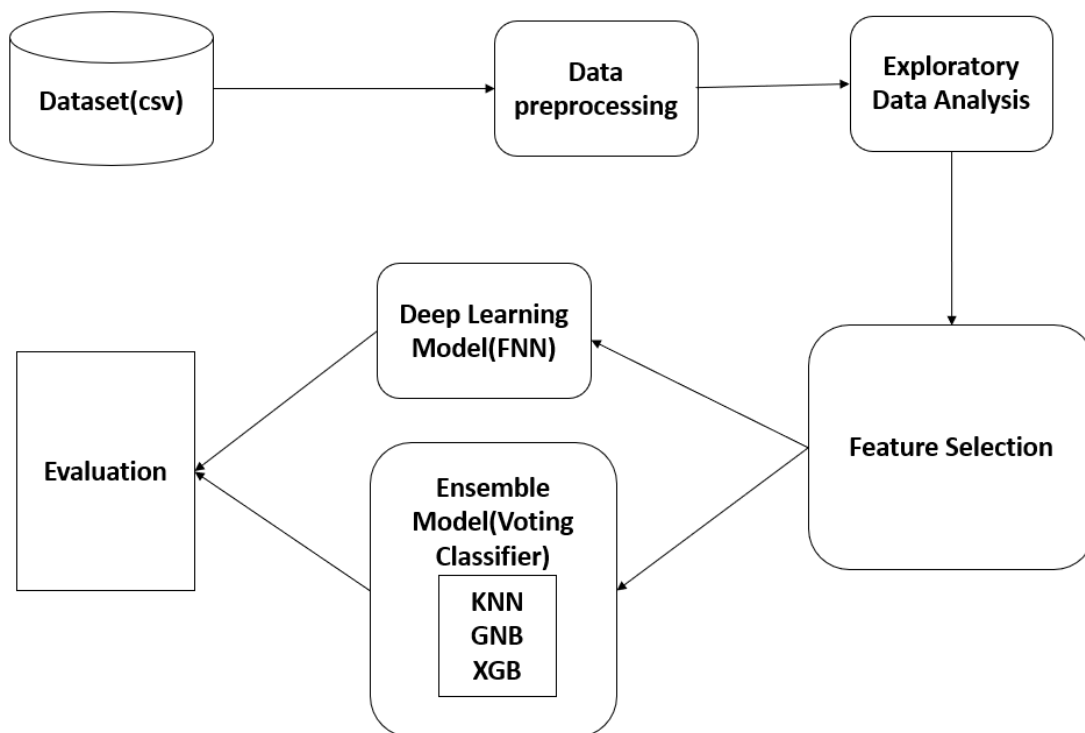 Dataset(csv)
Data
preprocessing
Exploratory
Data Analysis
Feature Selection
Deep Learning
Model(FNN)
Ensemble
Model(Voting
Classifier)
KNN
GNB
XGB
Evaluation